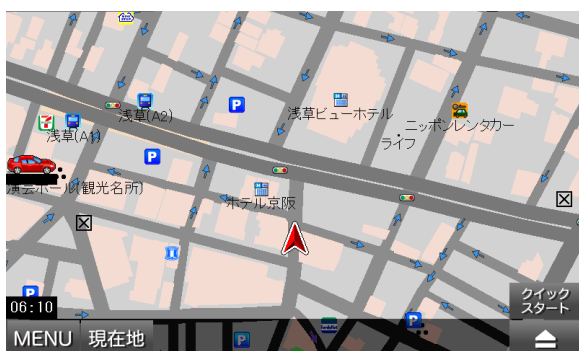 浅草(A2)
P
浅草ビューホテル
7
浅草(A1)
ニッポンレンタカー
ライフ
P
演芸ホール(観光名所)
ホテル京阪
P
06:10
クイック
スタート
MENU
現在地
P
P